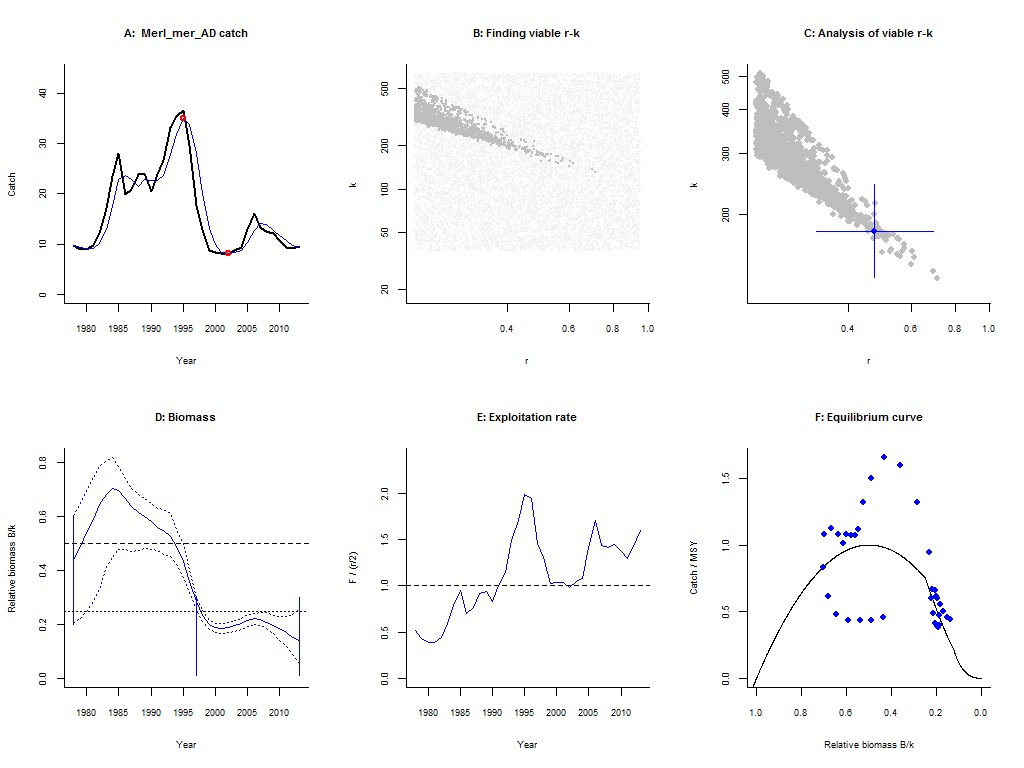 A: Merl_mer_AD catch
B: Finding viable r-k
C: Analysis of viable r-k
Catch
0
10
20
30
40
1980 1985 1990 1995 2000 2005 2010
Year
k
20
50
100
200
500
0.4 0.6 0.8 1.0
r
k
200
300
400
500
0.4 0.6 0.8 1.0
r
D: Biomass
E: Exploitation rate
F: Equilibrium curve
Relative biomass B/k
0.0
0.2
0.4
0.6
0.8
1980 1985 1990 1995 2000 2005 2010
Year
F / (r/2)
0.0
0.5
1.0
1.5
2.0
1980 1985 1990 1995 2000 2005 2010
Year
Catch / MSY
0.0
0.5
1.0
1.5
1.0 0.8 0.6 0.4 0.2 0.0
Relative biomass B/k